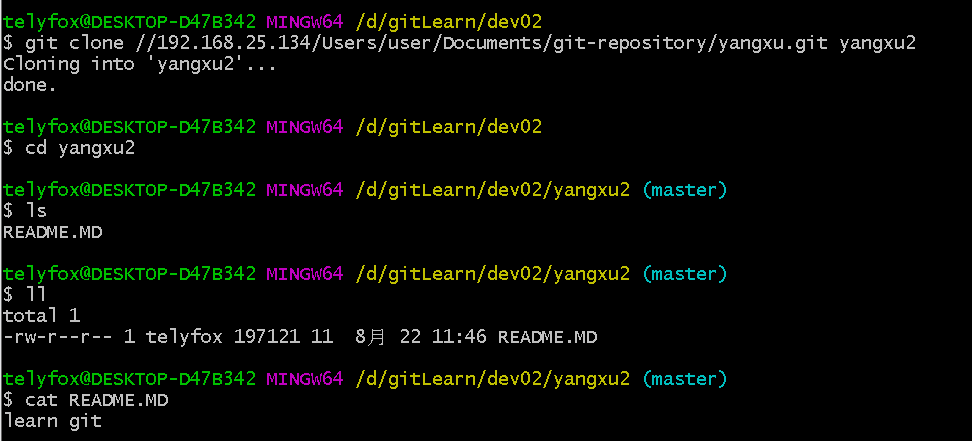 telyfox@DESKTOP-D47B342 MINGW64 /d/gitLearn/dev02
$ git clone //192.168.25.134/Users/user/Documents/git-repository/yangxu.git yangxu2
Cloning into 'yangxu2'...
done.
telyfox@DESKTOP-D47B342 MINGW64 /d/gitLearn/dev02
$ cd yangxu2
telyfox@DESKTOP-D47B342 MINGW64 /d/gitLearn/dev02/yangxu2 (master)
$ ls
README.MD
telyfox@DESKTOP-D47B342 MINGW64 /d/gitLearn/dev02/yangxu2 (master)
$ ll
total 1
-rw-r--r-- 1 telyfox 197121 11  8月 22 11:46 README.MD
telyfox@DESKTOP-D47B342 MINGW64 /d/gitLearn/dev02/yangxu2 (master)
$ cat README.MD
learn git